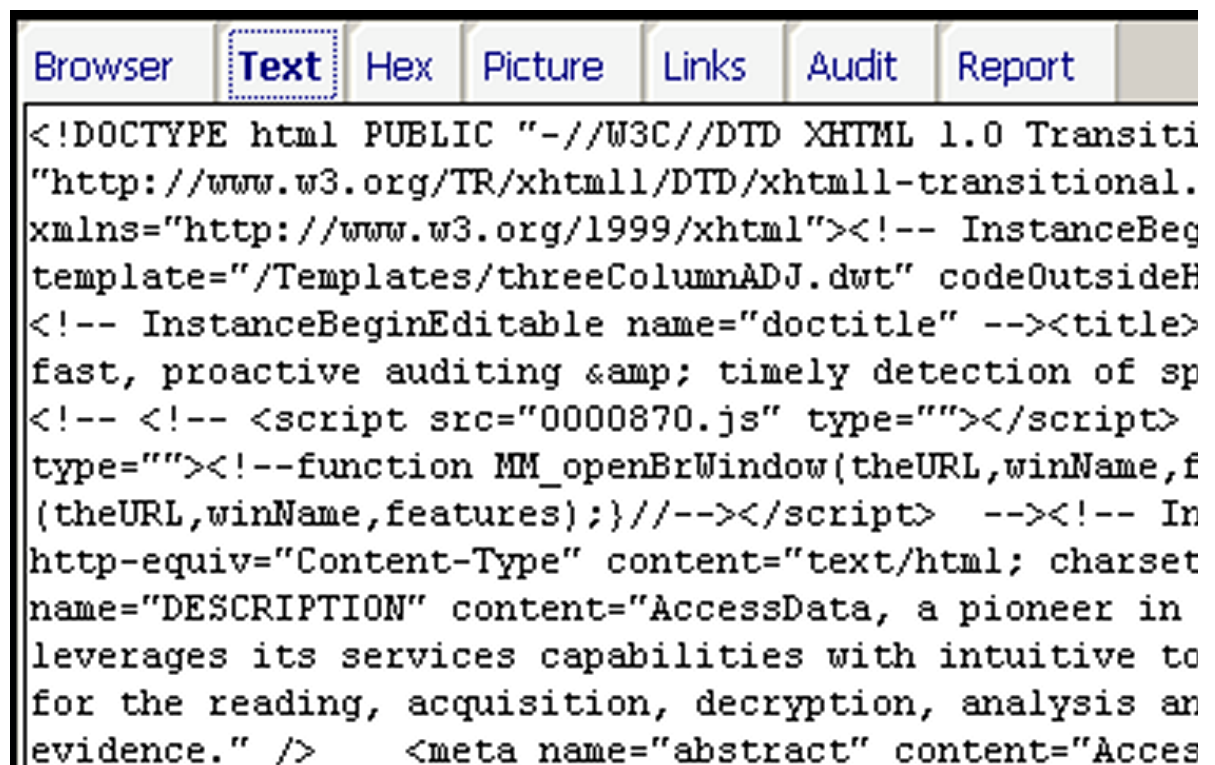 Browser Text Hex Picture Links Audit Report
<!DOCTYPE html PUBLIC "-//W3C//DTD XHTML 1.0 Transiti
"http://www.w3.org/TR/xhtml1/DTD/xhtml1-transitional.
xmlns="http://www.w3.org/1999/xhtml"><!-- InstanceBeg
template="/Templates/threeColumnADJ.dwt" codeOutsideH
<!-- InstanceBeginEditable name="doctitle" --><title>
fast, proactive auditing &amp; timely detection of sp
<!-- <!-- <script src="0000870.js" type=""></script>
type=""><!--function MM_openBrWindow(theURL,winName,f
(theURL,winName,features);}//--></script>  --><!-- In
http-equiv="Content-Type" content="text/html; charset
name="DESCRIPTION" content="AccessData, a pioneer in
leverages its services capabilities with intuitive to
for the reading, acquisition, decryption, analysis an
evidence." />    <meta name="abstract" content="Acces